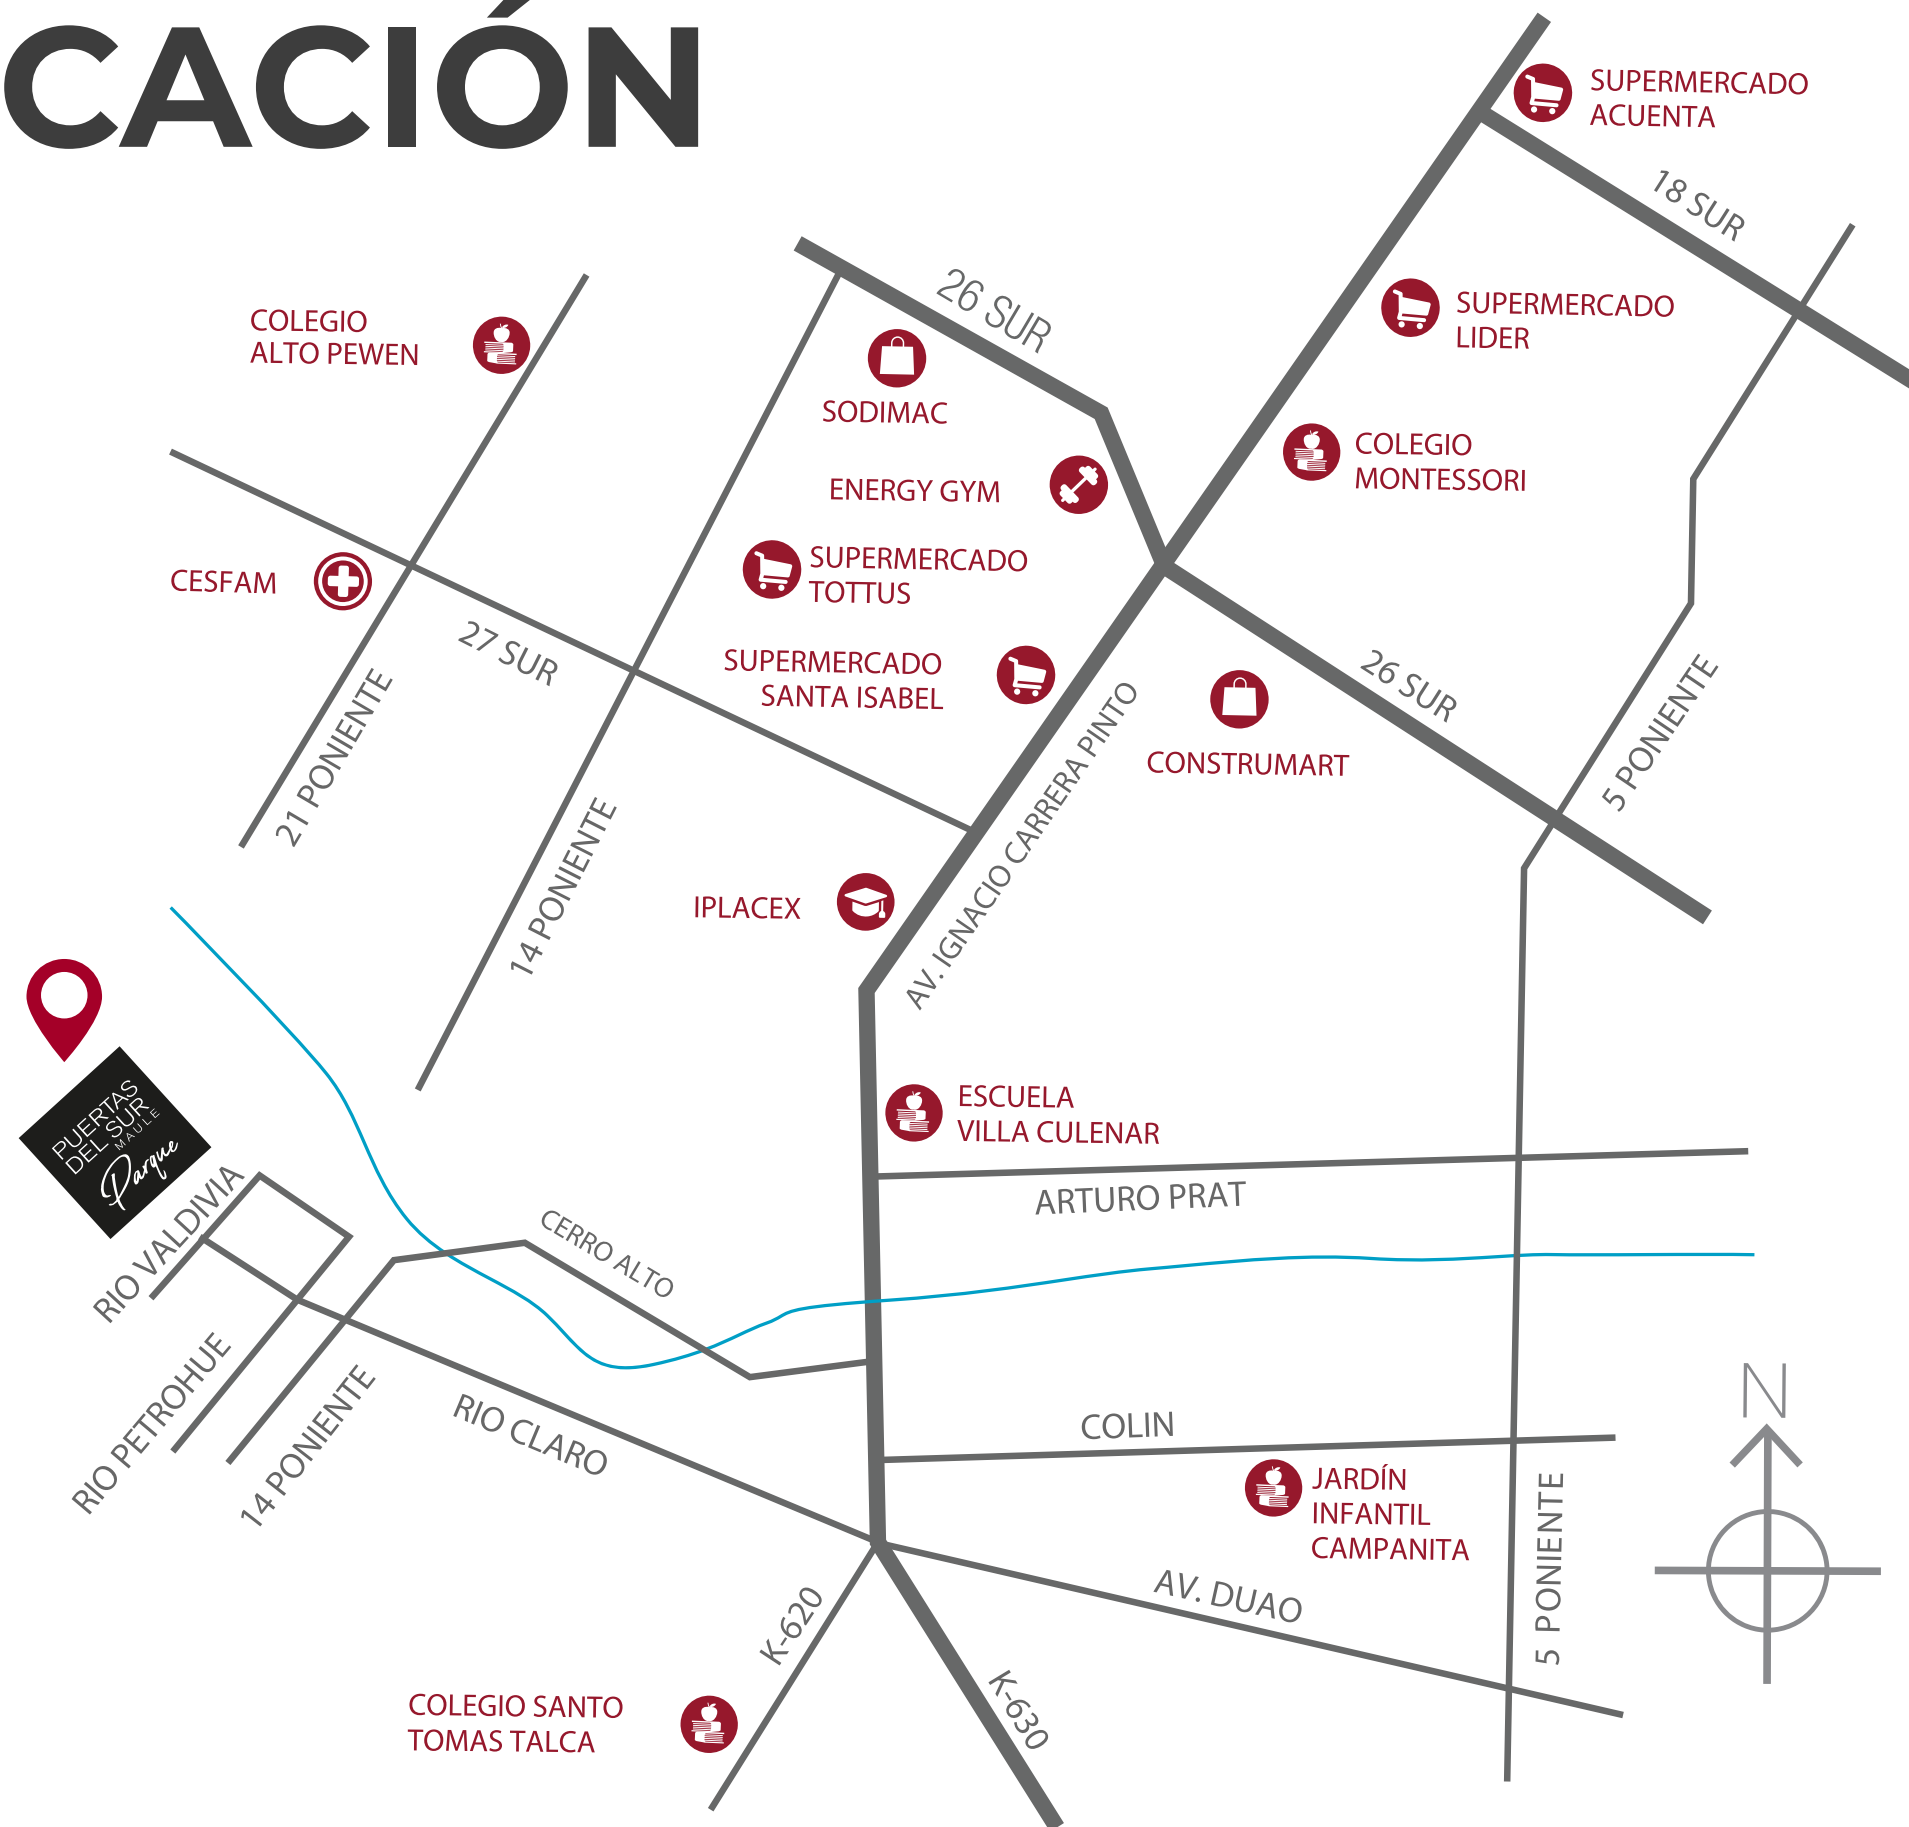 CACIÓN
SUPERMERCADO
ACUENTA
18 SUR
26 SUR
SUPERMERCADO
LIDER
COLEGIO
ALTO PEWEN
SODIMAC
COLEGIO
MONTESSORI
ENERGY GYM
SUPERMERCADO
TOTTUS
CESFAM
27 SUR
SUPERMERCADO
SANTA ISABEL
26 SUR
5 PONIENTE
21 PONIENTE
CONSTRUMART
AV. IGNACIO CARRERA PINTO
14 PONIENTE
IPLACEX
PUERTAS
DEL SUR
MAULE
Parque
ESCUELA
VILLA CULENAR
ARTURO PRAT
RIO VALDIVIA
CERRO ALTO
RIO PETROHUE
14 PONIENTE
RIO CLARO
COLIN
N
JARDÍN
INFANTIL
CAMPANITA
5 PONIENTE
AV. DUAO
K-620
K-630
COLEGIO SANTO
TOMAS TALCA